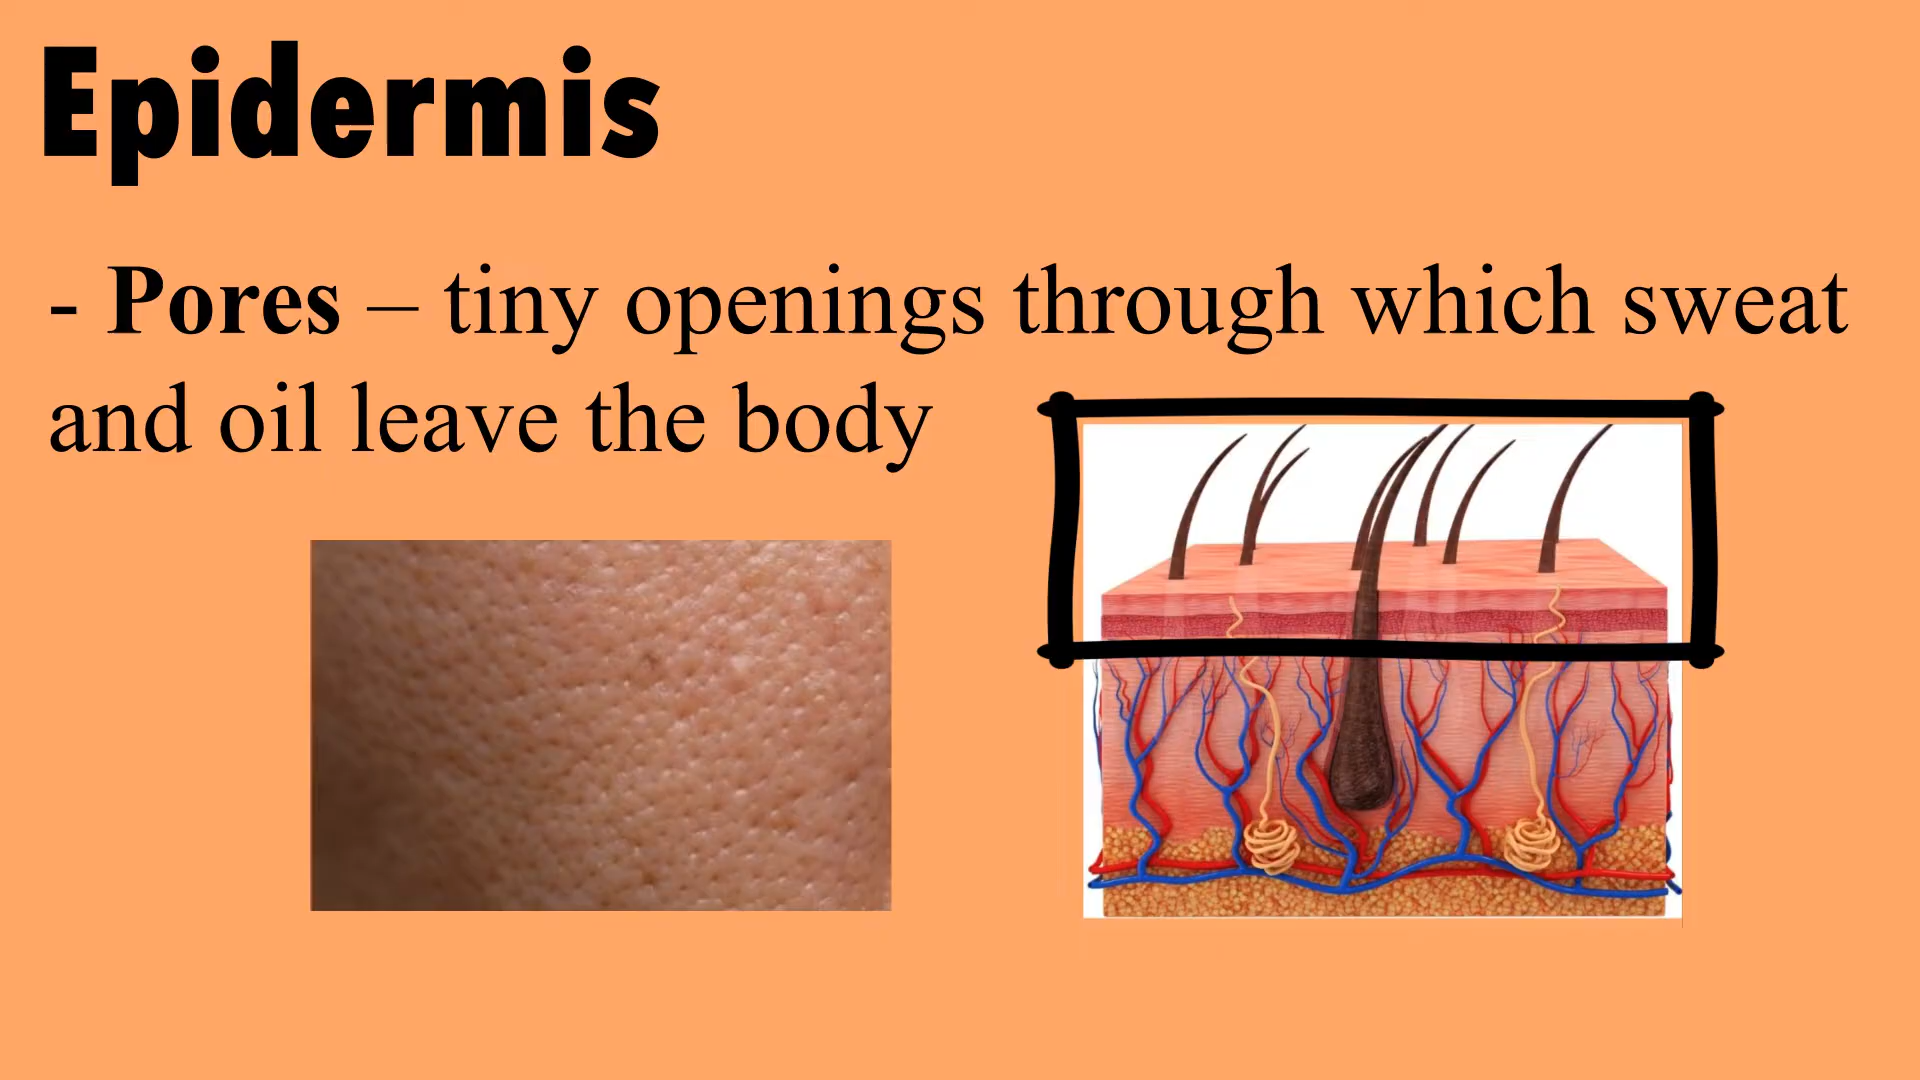 Epidermis
- Pores – tiny openings through which sweat
and oil leave the body